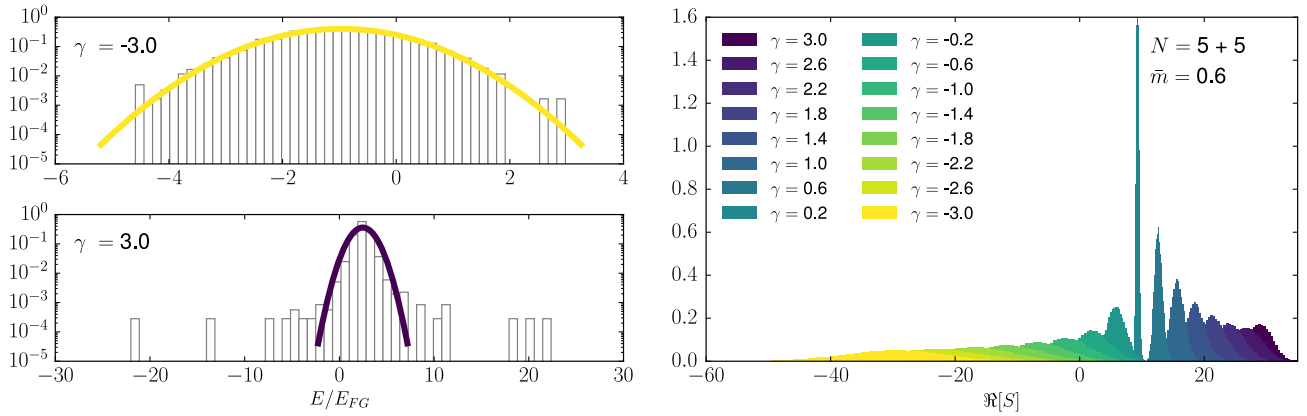 10⁰
10⁻¹
10⁻²
10⁻³
10⁻⁴
10⁻⁵
γ = -3.0
−6 −4 −2 0 2 4
10⁰
10⁻¹
10⁻²
10⁻³
10⁻⁴
10⁻⁵
γ = 3.0
−30 −20 −10 0 10 20 30
E/E_{FG}
1.6
1.4
1.2
1.0
0.8
0.6
0.4
0.2
0.0
γ = 3.0 γ = -0.2
γ = 2.6 γ = -0.6
γ = 2.2 γ = -1.0
γ = 1.8 γ = -1.4
γ = 1.4 γ = -1.8
γ = 1.0 γ = -2.2
γ = 0.6 γ = -2.6
γ = 0.2 γ = -3.0
N = 5 + 5
m̄ = 0.6
−60 −40 −20 0 20
ℜ[S]